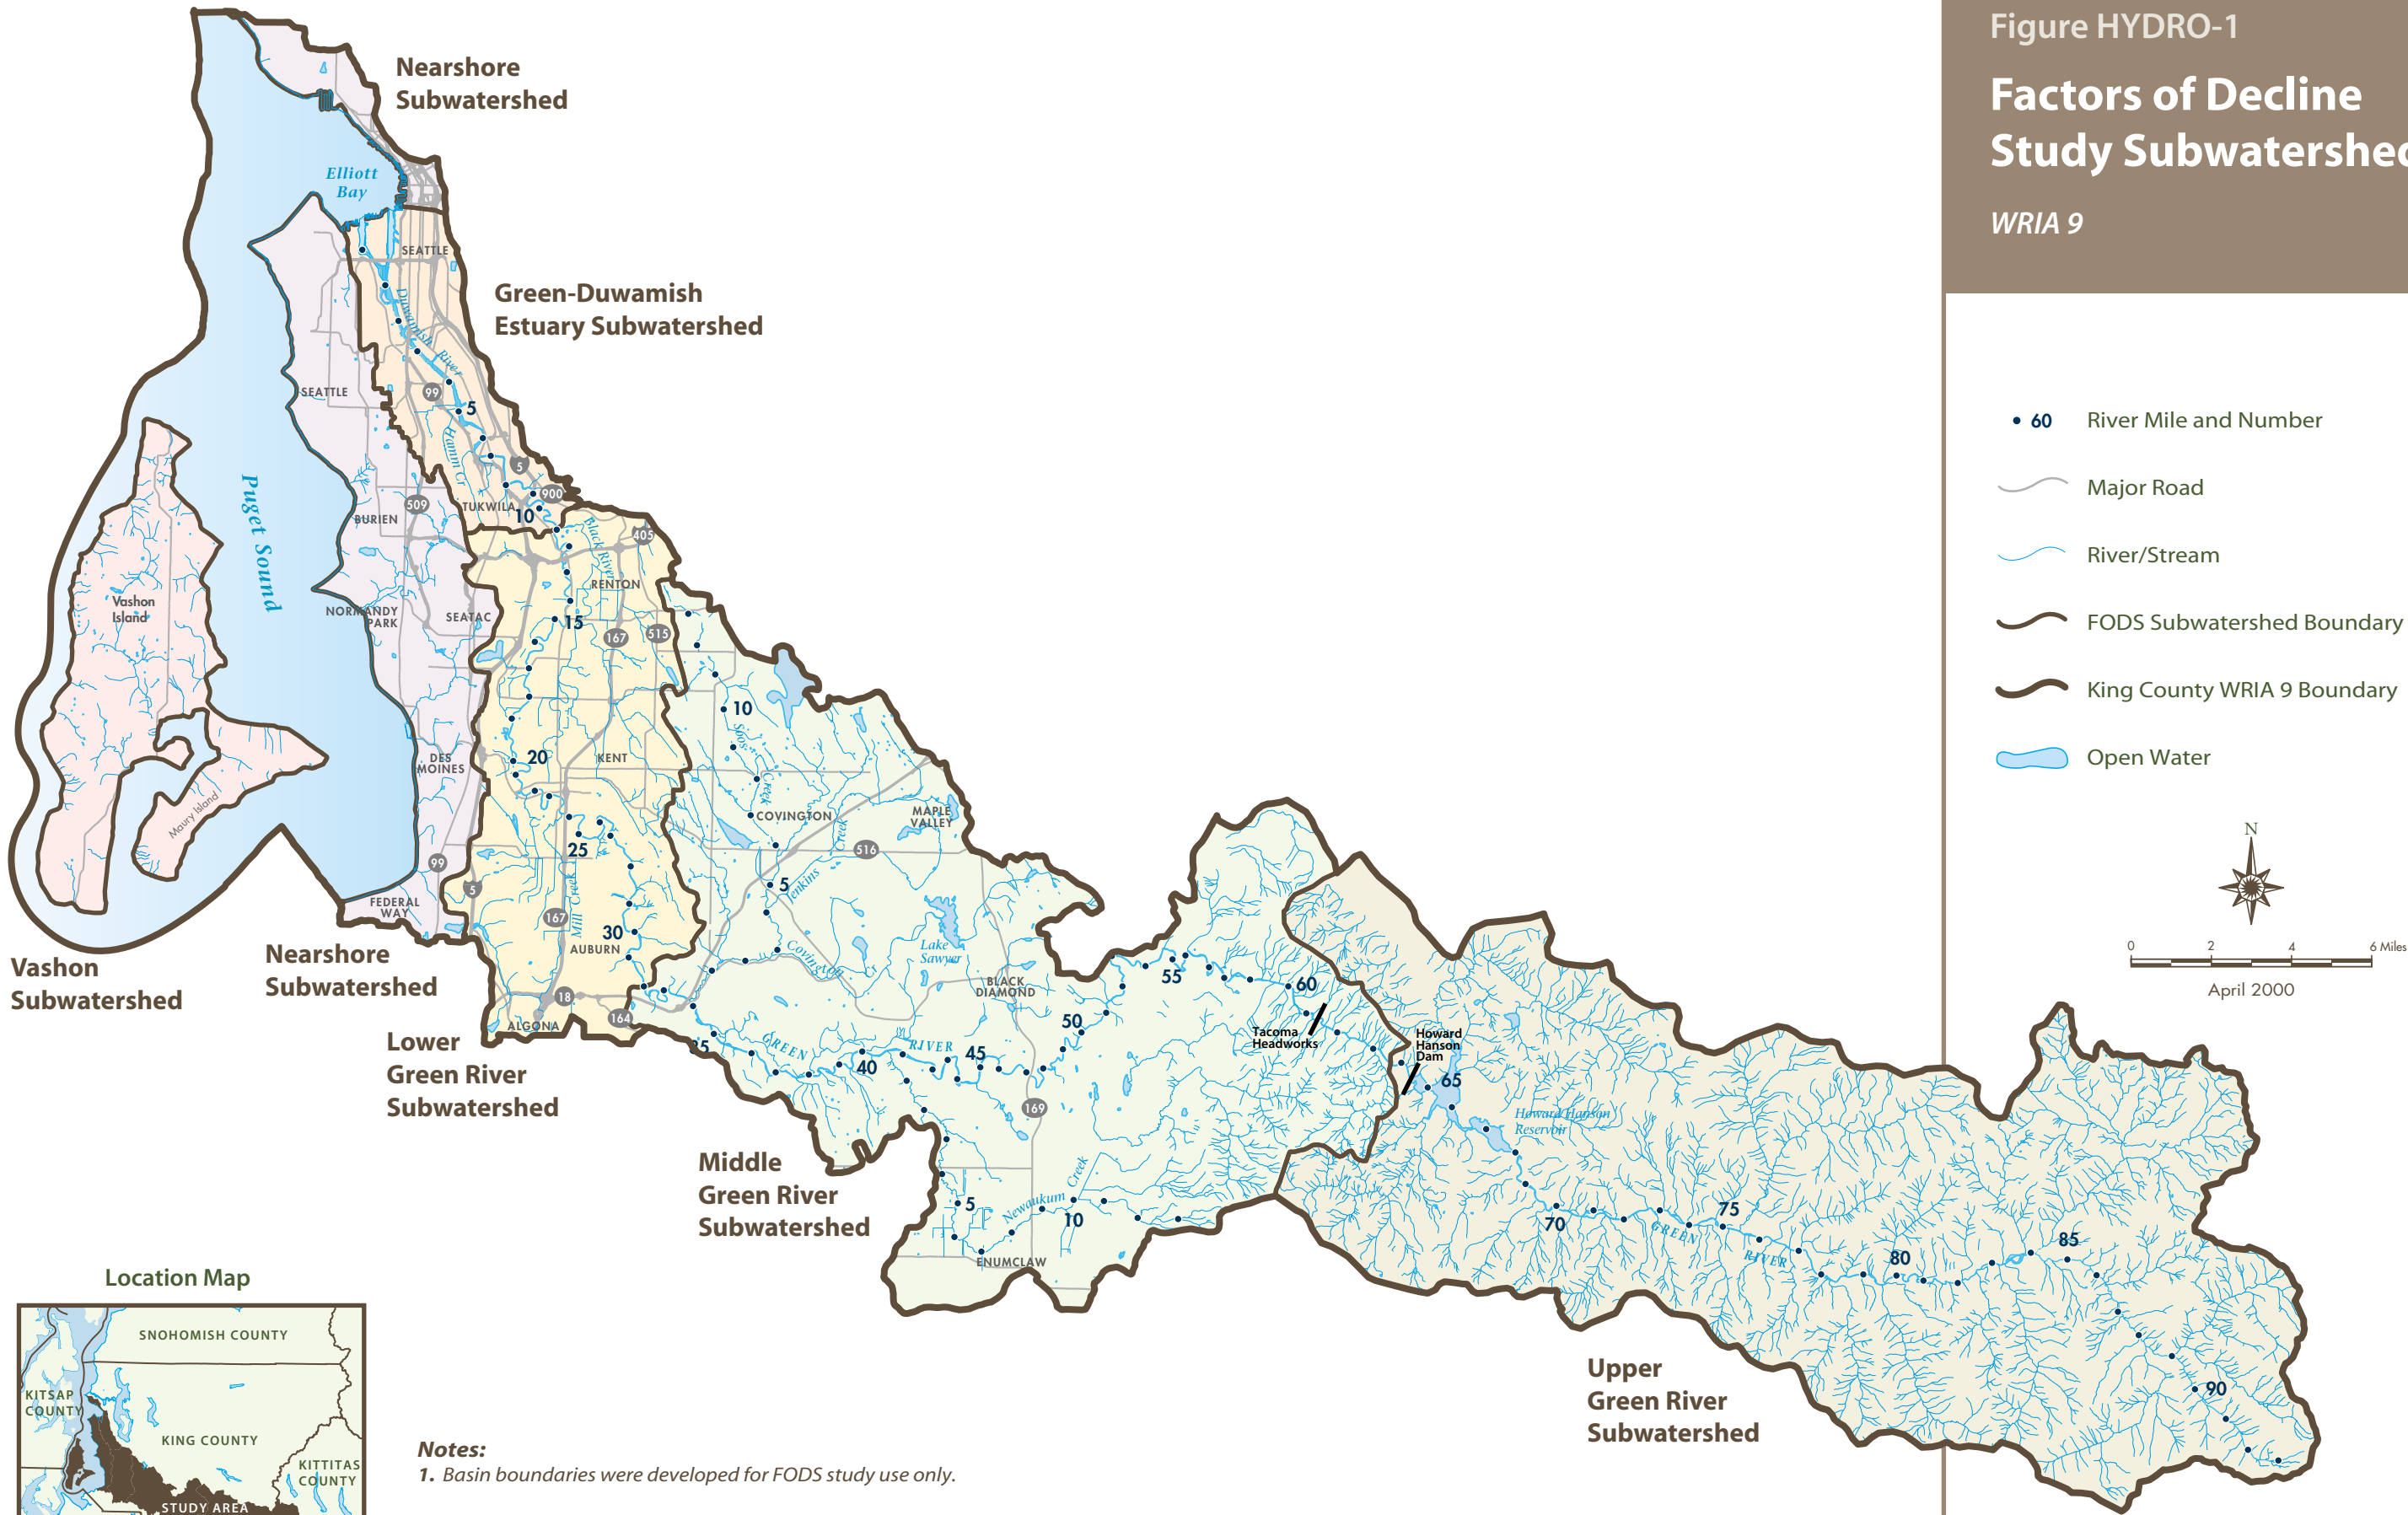 Figure HYDRO-1
Factors of Decline
Study Subwatershed
WRIA 9
60 River Mile and Number
Major Road
River/Stream
FODS Subwatershed Boundary
King County WRIA 9 Boundary
Open Water
N
0 2 4 6 Miles
April 2000
Nearshore
Subwatershed
Elliott
Bay
SEATTLE
Green-Duwamish
Estuary Subwatershed
Duwamish River
SEATTLE
99
5
Hamm Cr
5
900
TUKWILA
10
509
BURIEN
Puget Sound
Black River
405
RENTON
Vashon
Island
NORMANDY
PARK
SEATAC
15
167
515
10
Soos
Creek
20
KENT
DES
MOINES
Maury Island
COVINGTON
MAPLE
VALLEY
Creek
Jenkins
516
25
99
5
5
Mill Creek
FEDERAL
WAY
167
30
AUBURN
Covington Cr
Lake
Sawyer
BLACK
DIAMOND
55
60
Vashon
Subwatershed
Nearshore
Subwatershed
18
164
ALGONA
35
GREEN
RIVER
40
45
50
Tacoma
Headworks
Howard
Hanson
Dam
65
Lower
Green River
Subwatershed
169
Howard Hanson
Reservoir
Middle
Green River
Subwatershed
5
Newaukum Creek
10
ENUMCLAW
70
GREEN
75
RIVER
80
85
90
Upper
Green River
Subwatershed
Location Map
SNOHOMISH COUNTY
KITSAP
COUNTY
KING COUNTY
KITTITAS
COUNTY
STUDY AREA
Notes:
1. Basin boundaries were developed for FODS study use only.